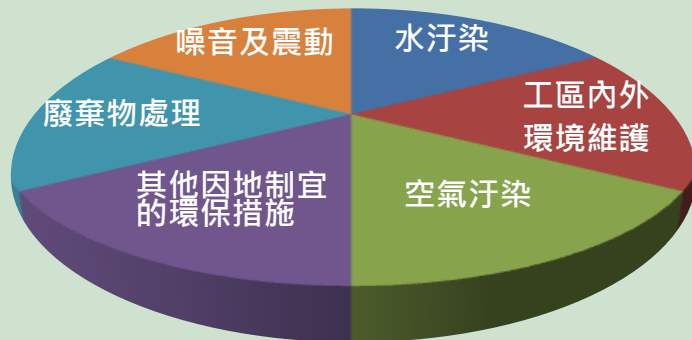 噪音及震動
水汙染
廢棄物處理
工區內外
環境維護
其他因地制宜
的環保措施
空氣汙染